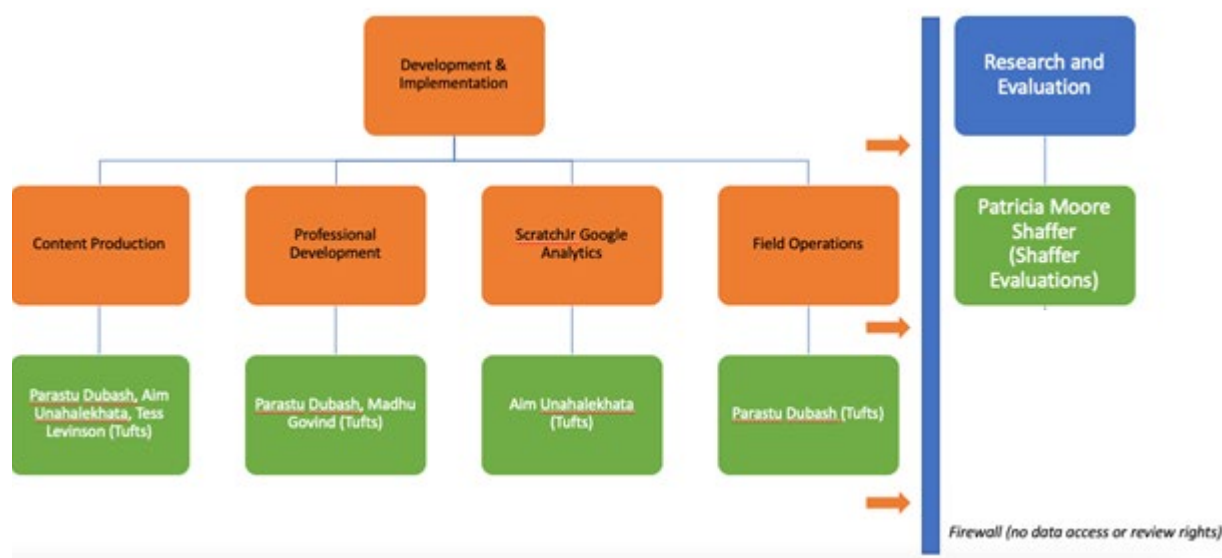 Development &
Implementation
Research and
Evaluation
Content Production
Professional
Development
ScratchJr Google
Analytics
Field Operations
Patricia Moore
Shaffer
(Shaffer
Evaluations)
Parastu Dubash, Aim
Unahalekhata, Tess
Levinson (Tufts)
Parastu Dubash, Madhu
Govind (Tufts)
Aim Unahalekhata
(Tufts)
Parastu Dubash (Tufts)
Firewall (no data access or review rights)